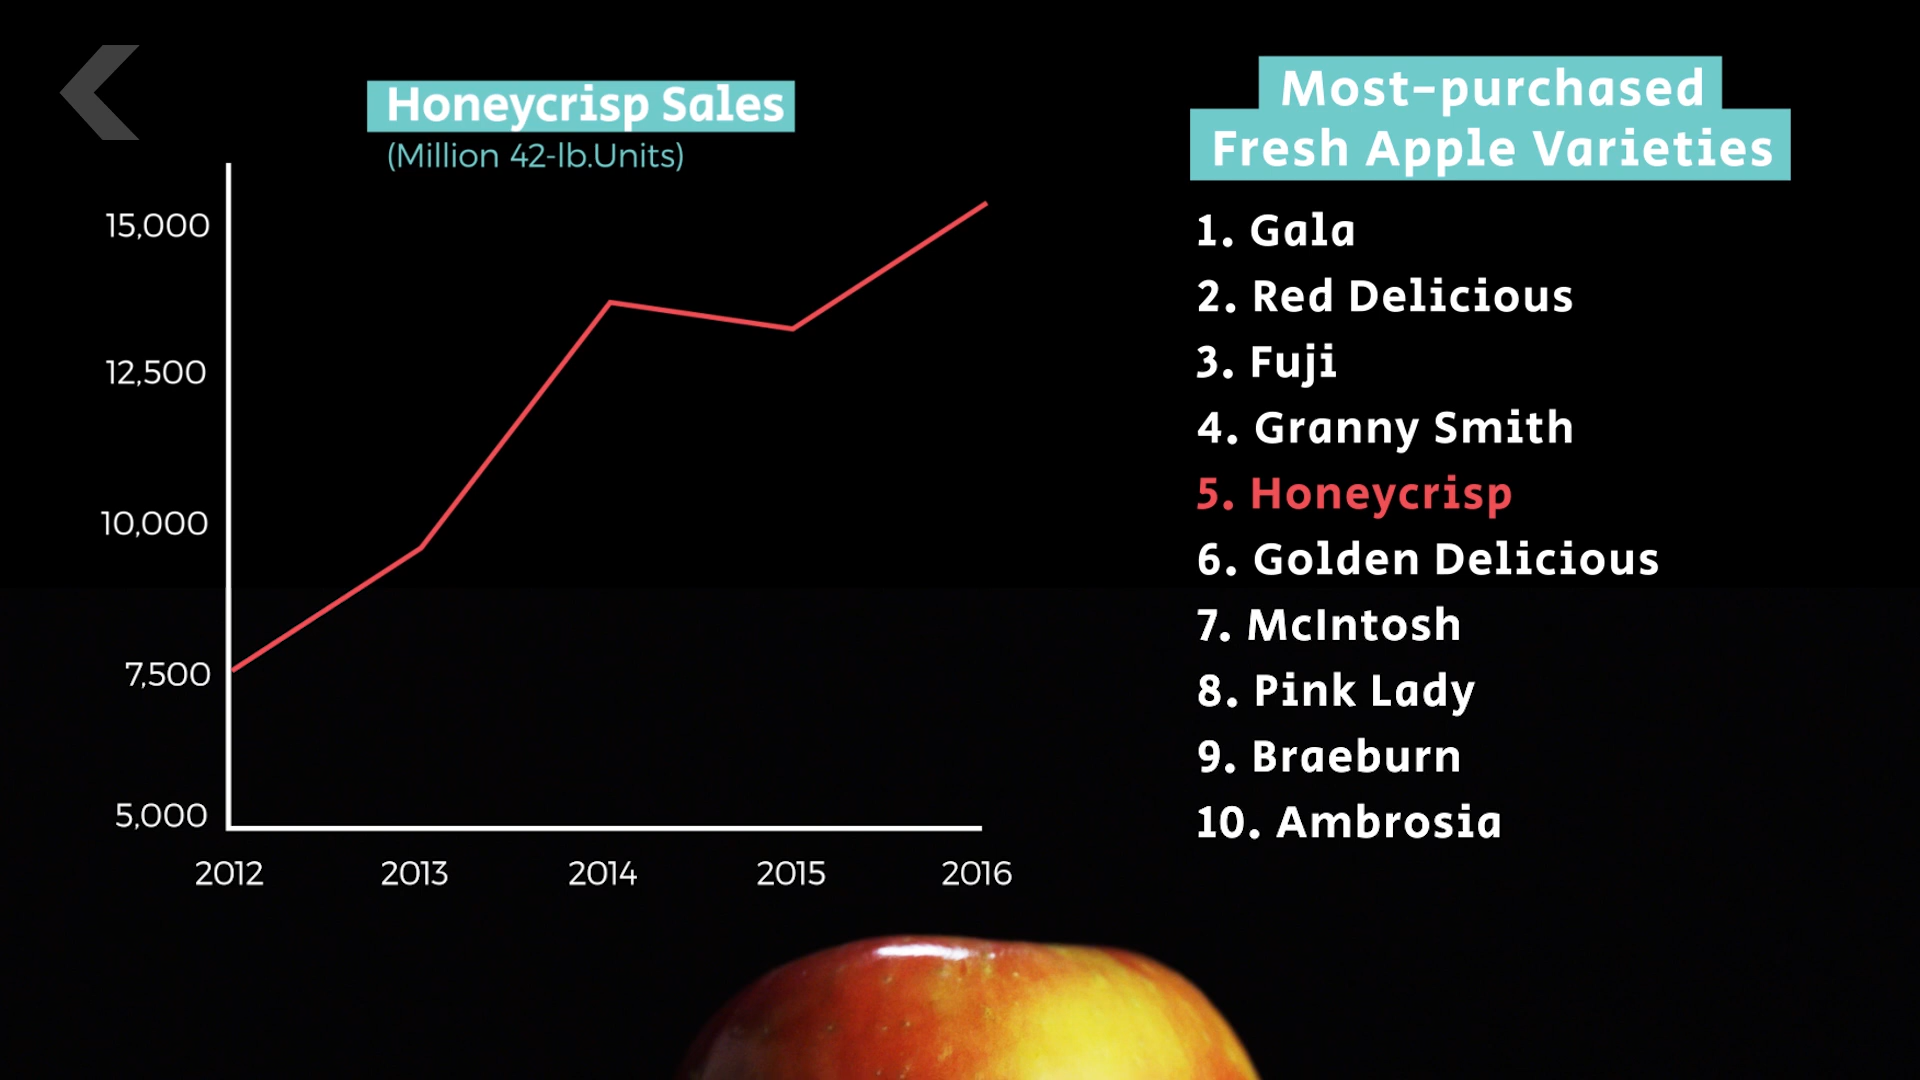 Honeycrisp Sales
(Million 42-lb.Units)
15,000
12,500
10,000
7,500
5,000
2012 2013 2014 2015 2016
Most-purchased
Fresh Apple Varieties
1. Gala
2. Red Delicious
3. Fuji
4. Granny Smith
5. Honeycrisp
6. Golden Delicious
7. McIntosh
8. Pink Lady
9. Braeburn
10. Ambrosia